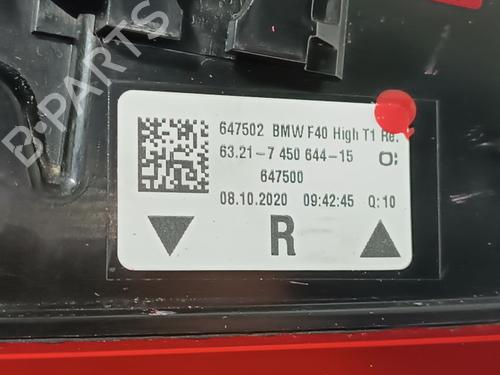 B-PARTS
647502 BMW F40 High T1 Re.
63.21-7 450 644-15 O:
647500
08.10.2020 09:42:45 Q:10
R